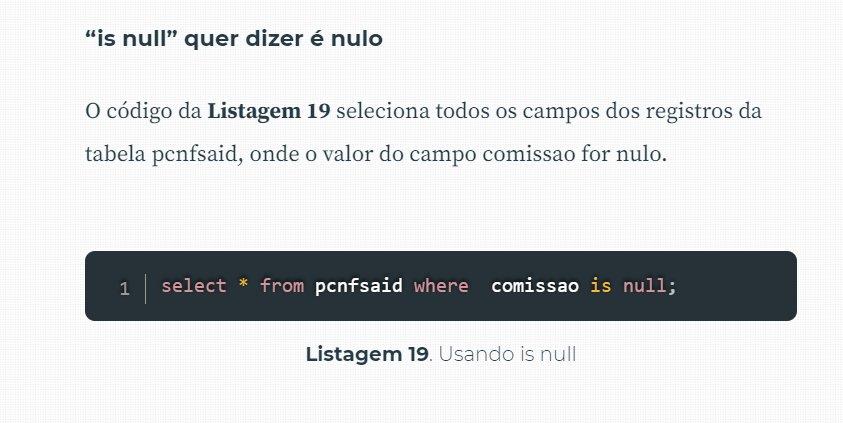 “is null” quer dizer é nulo
O código da Listagem 19 seleciona todos os campos dos registros da
tabela pcnfsaid, onde o valor do campo comissao for nulo.
1 select * from pcnfsaid where  comissao is null;
Listagem 19. Usando is null